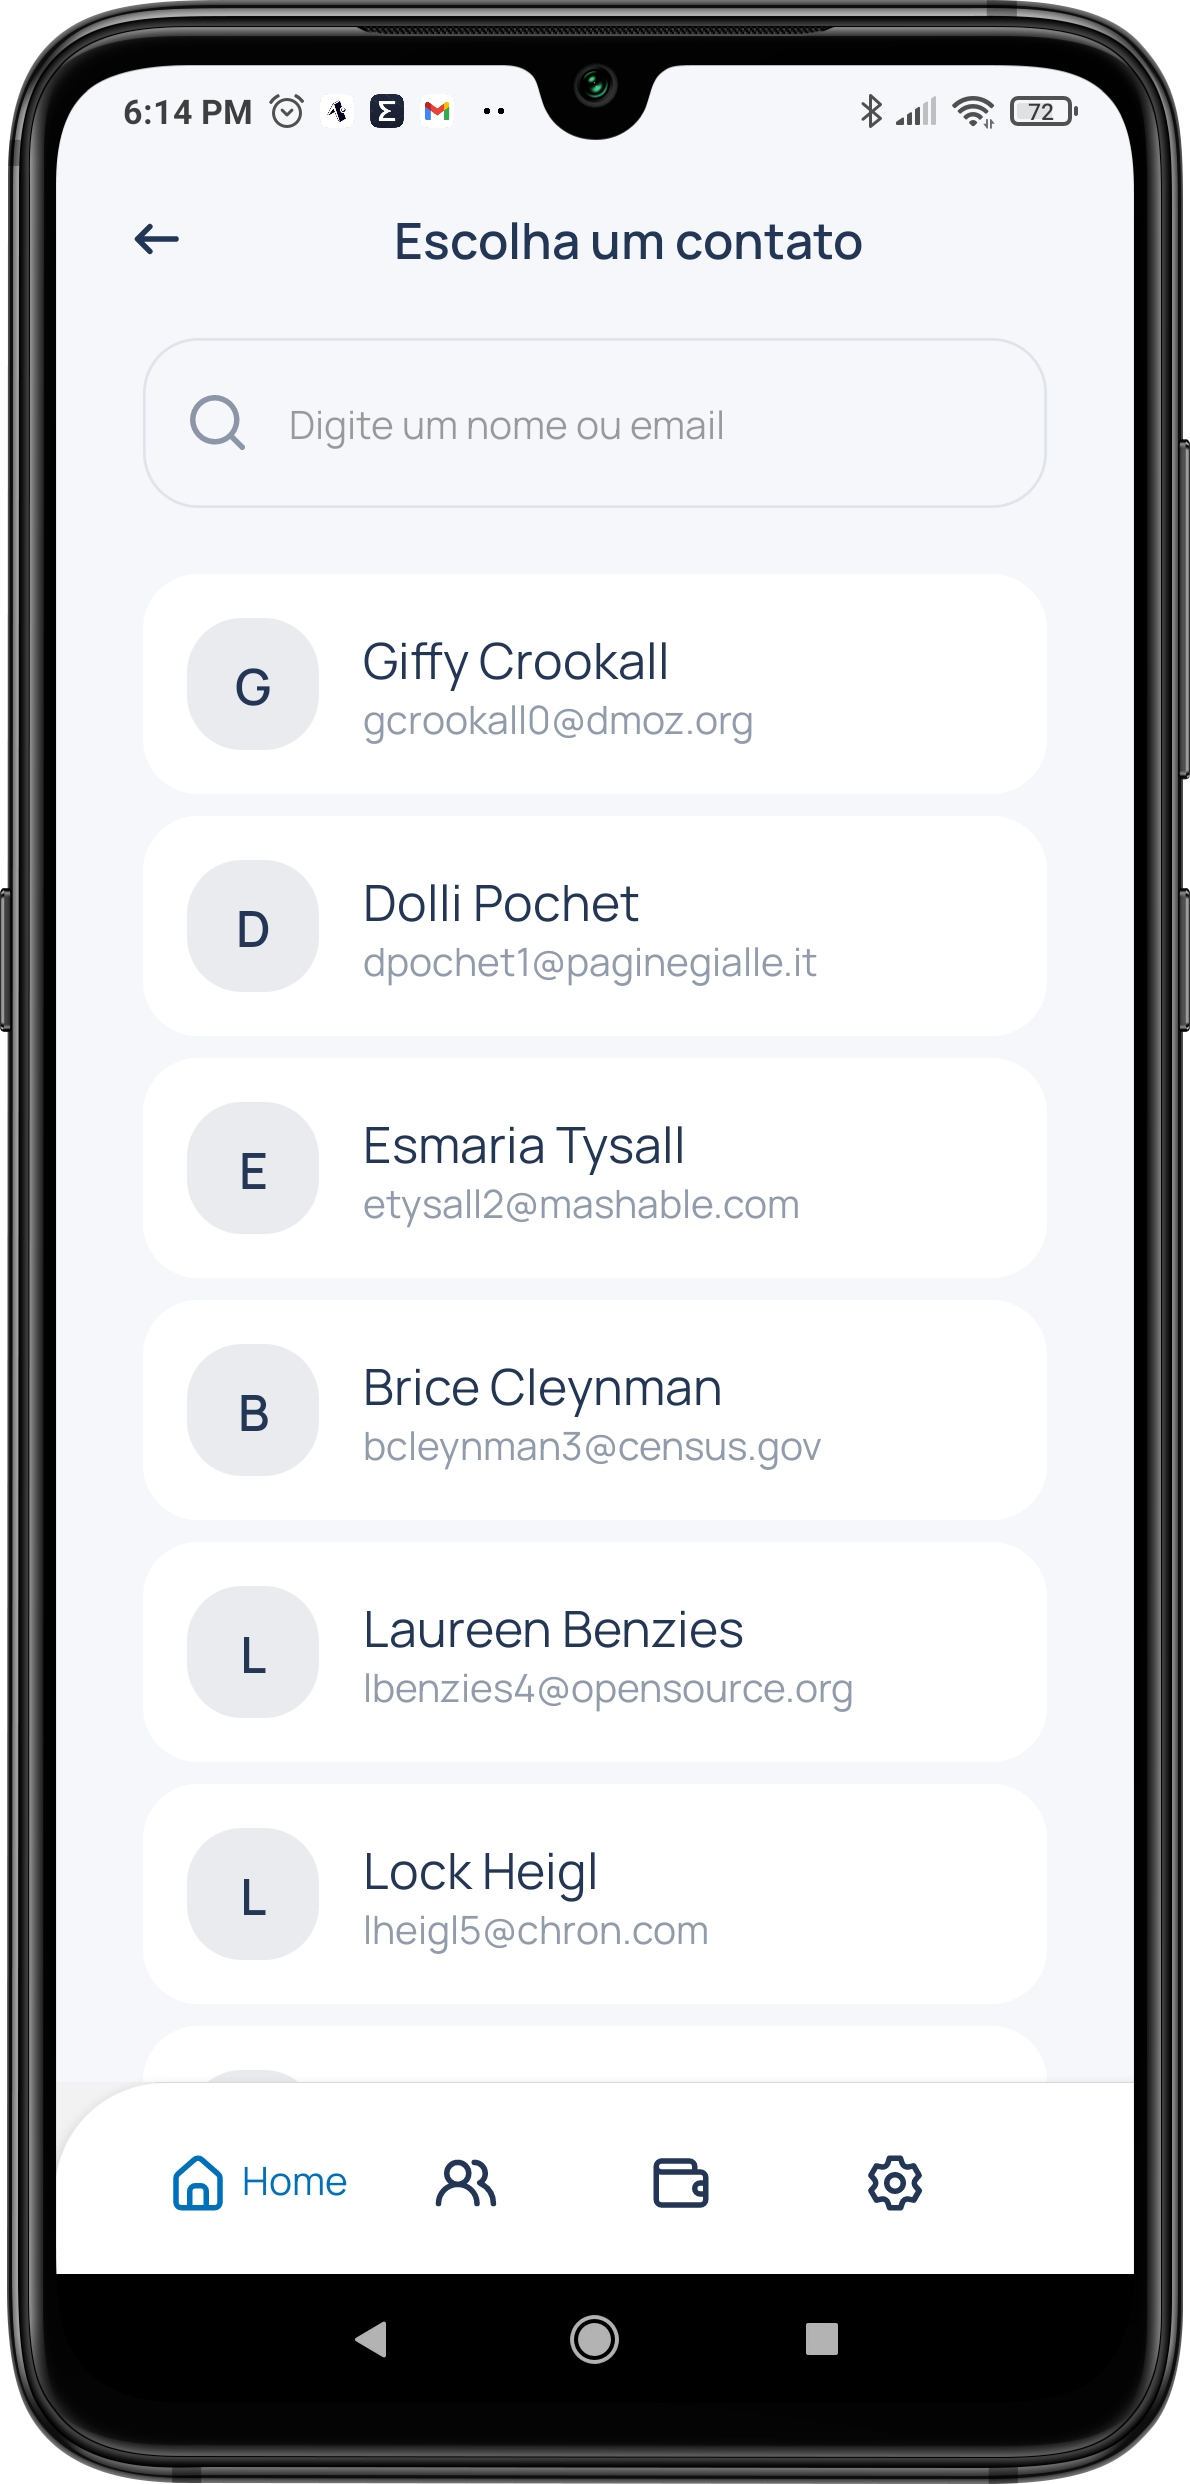 6:14 PM
72
Escolha um contato
Digite um nome ou email
G
Giffy Crookall
gcrookall0@dmoz.org
D
Dolli Pochet
dpochet1@paginegialle.it
E
Esmaria Tysall
etysall2@mashable.com
B
Brice Cleynman
bcleynman3@census.gov
L
Laureen Benzies
lbenzies4@opensource.org
L
Lock Heigl
lheigl5@chron.com
Home